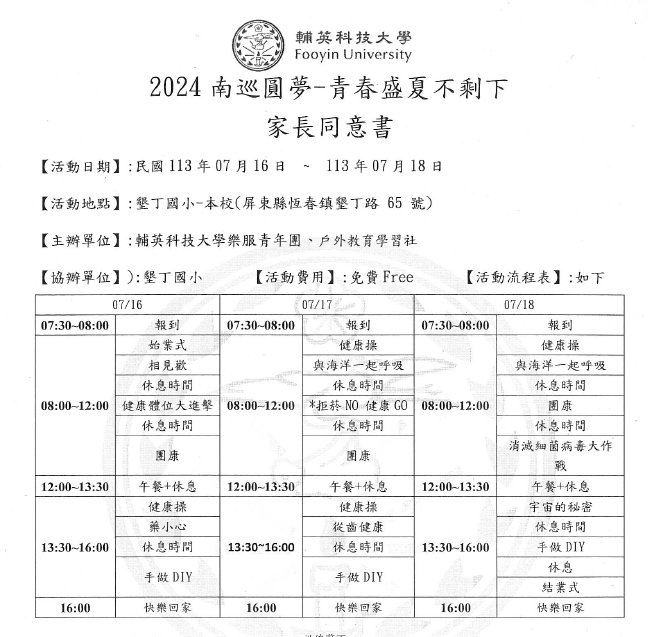 輔英科技大學
Fooyin University
2024 南巡圓夢-青春盛夏不剩下
家長同意書
【活動日期】:民國 113 年 07 月 16 日 ~ 113 年 07 月 18 日
【活動地點】:墾丁國小-本校(屏東縣恆春鎮墾丁路 65 號)
【主辦單位】:輔英科技大學樂服青年團、戶外教育學習社
【協辦單位】):墾丁國小 【活動費用】:免費 Free 【活動流程表】:如下
07/16 07/17 07/18
07:30~08:00 報到 07:30~08:00 報到 07:30~08:00 報到
08:00~12:00 始業式 08:00~12:00 健康操 08:00~12:00 健康操
相見歡 與海洋一起呼吸 與海洋一起呼吸
休息時間 休息時間 休息時間
健康體位大進擊 *拒菸 NO 健康 GO 團康
休息時間 休息時間 休息時間
團康 團康 消滅細菌病毒大作
戰
12:00~13:30 午餐+休息 12:00~13:30 午餐+休息 12:00~13:30 午餐+休息
13:30~16:00 健康操 13:30~16:00 健康操 13:30~16:00 宇宙的秘密
藥小心 從齒健康 休息時間
休息時間 休息時間 手做 DIY
手做 DIY 手做 DIY 休息
結業式
16:00 快樂回家 16:00 快樂回家 16:00 快樂回家